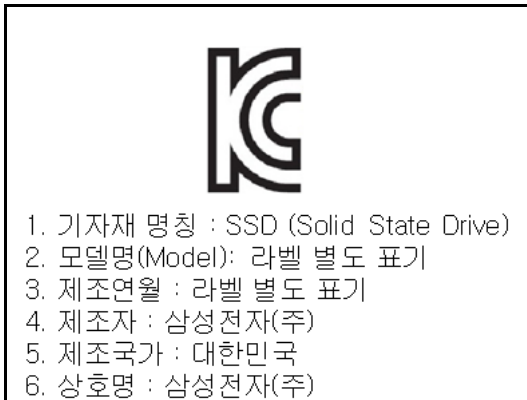 KC
1. 기자재 명칭 : SSD (Solid State Drive)
2. 모델명(Model): 라벨 별도 표기
3. 제조연월 : 라벨 별도 표기
4. 제조자 : 삼성전자(주)
5. 제조국가 : 대한민국
6. 상호명 : 삼성전자(주)